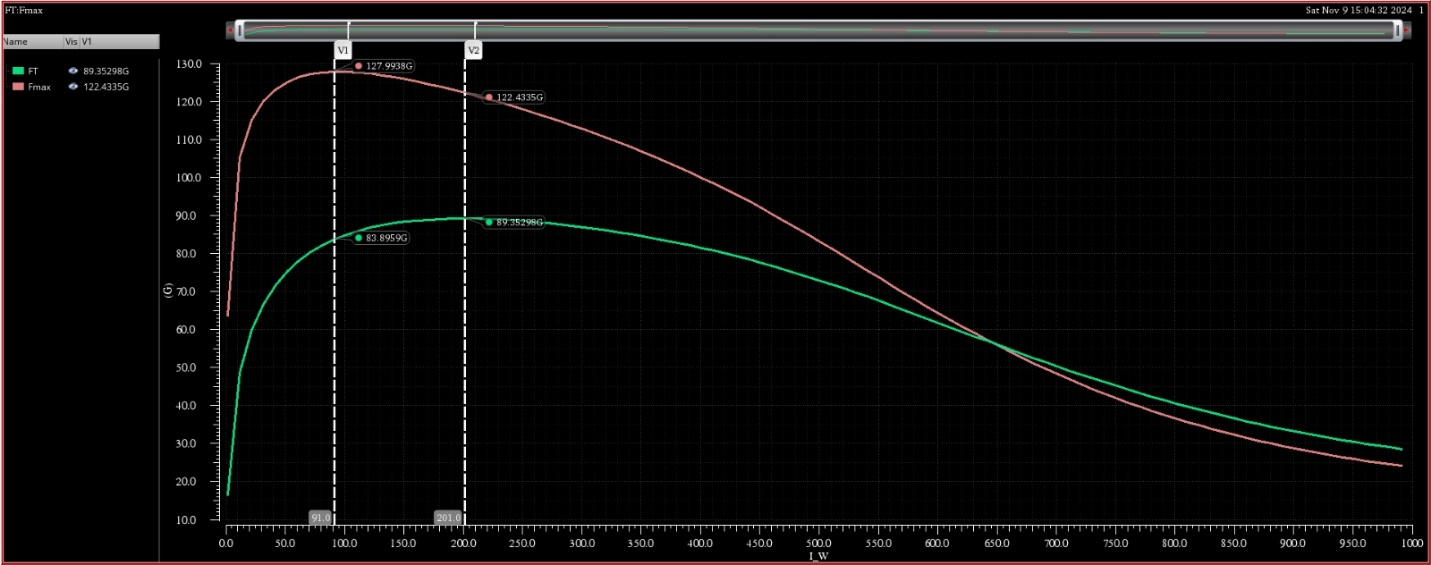 FT:Fmax
Sat Nov 9 15:04:32 2024 1
Name Vis V1
FT 89.35298G
Fmax 122.4335G
V1 V2
127.9938G
122.4335G
89.35298G
83.8959G
130.0
120.0
110.0
100.0
90.0
80.0
70.0
60.0
50.0
40.0
30.0
20.0
10.0
(G)
91.0 201.0
0.0 50.0 100.0 150.0 200.0 250.0 300.0 350.0 400.0 450.0 500.0 550.0 600.0 650.0 700.0 750.0 800.0 850.0 900.0 950.0 1000
I_W